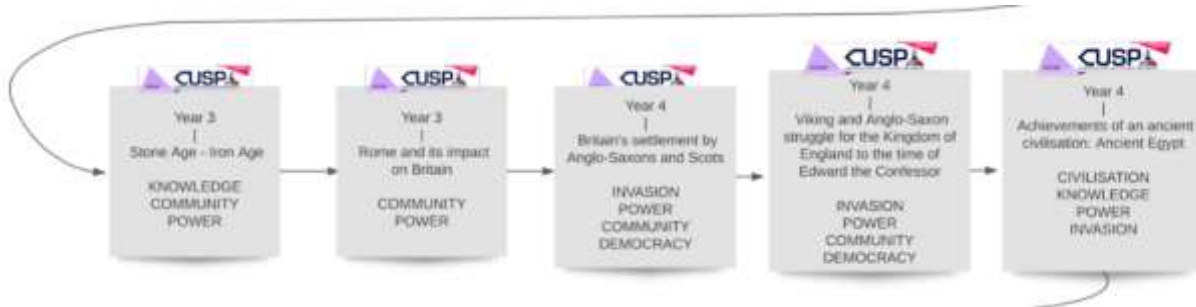 CUSP
Year 3
|
Stone Age - Iron Age
KNOWLEDGE
COMMUNITY
POWER
CUSP
Year 3
|
Rome and its impact
on Britain
COMMUNITY
POWER
CUSP
Year 4
|
Britain's settlement by
Anglo-Saxons and Scots
INVASION
POWER
COMMUNITY
DEMOCRACY
CUSP
Year 4
|
Viking and Anglo-Saxon
struggle for the Kingdom of
England to the time of
Edward the Confessor
INVASION
POWER
COMMUNITY
DEMOCRACY
CUSP
Year 4
|
Achievements of an ancient
civilisation: Ancient Egypt
CIVILISATION
KNOWLEDGE
POWER
INVASION